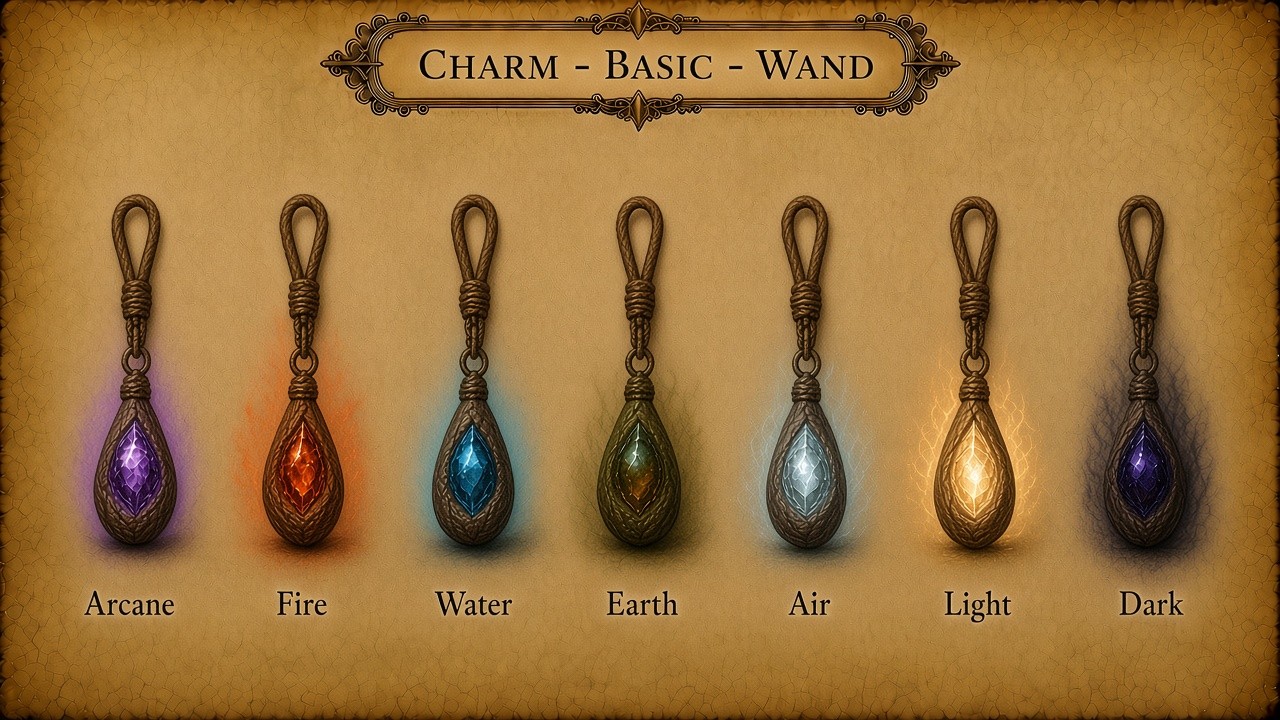 Charm - Basic - Wand
Arcane
Fire
Water
Earth
Air
Light
Dark